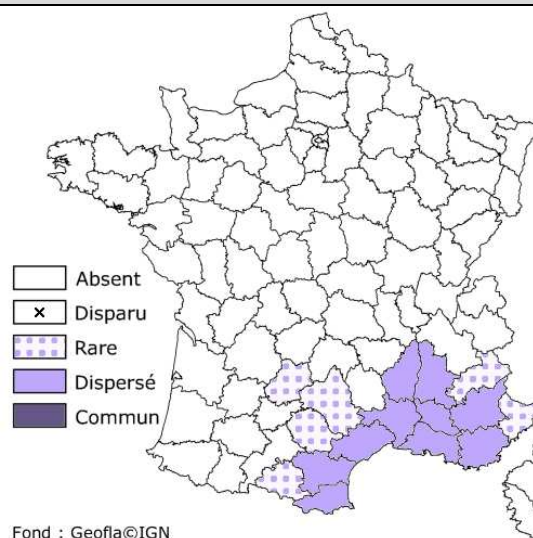 Absent
Disparu
Rare
Dispersé
Commun
Fond : Geofla©IGN